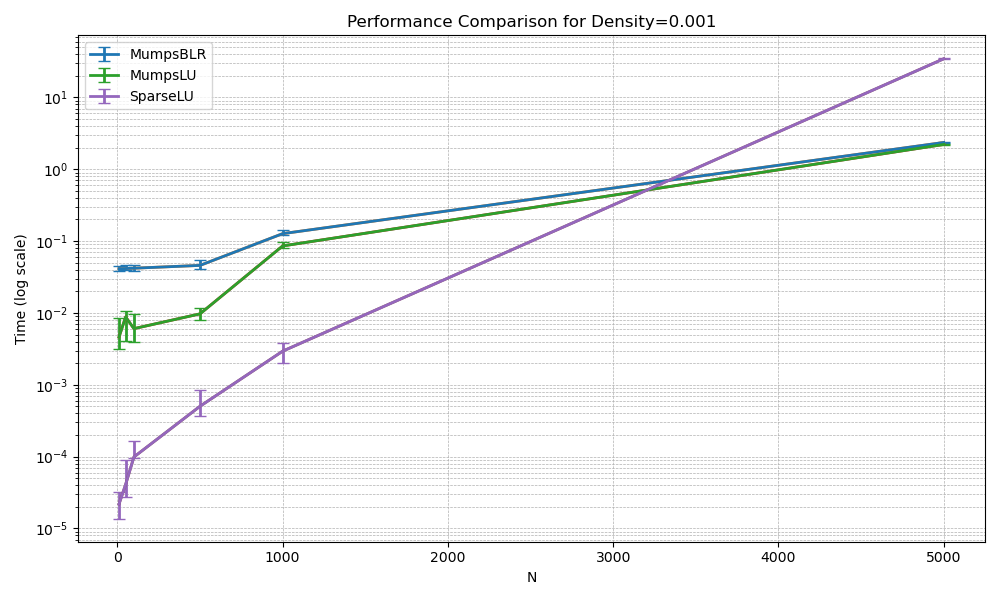 Performance Comparison for Density=0.001
MumpsBLR
MumpsLU
SparseLU
Time (log scale)
10¹
10⁰
10⁻¹
10⁻²
10⁻³
10⁻⁴
10⁻⁵
0 1000 2000 3000 4000 5000
N